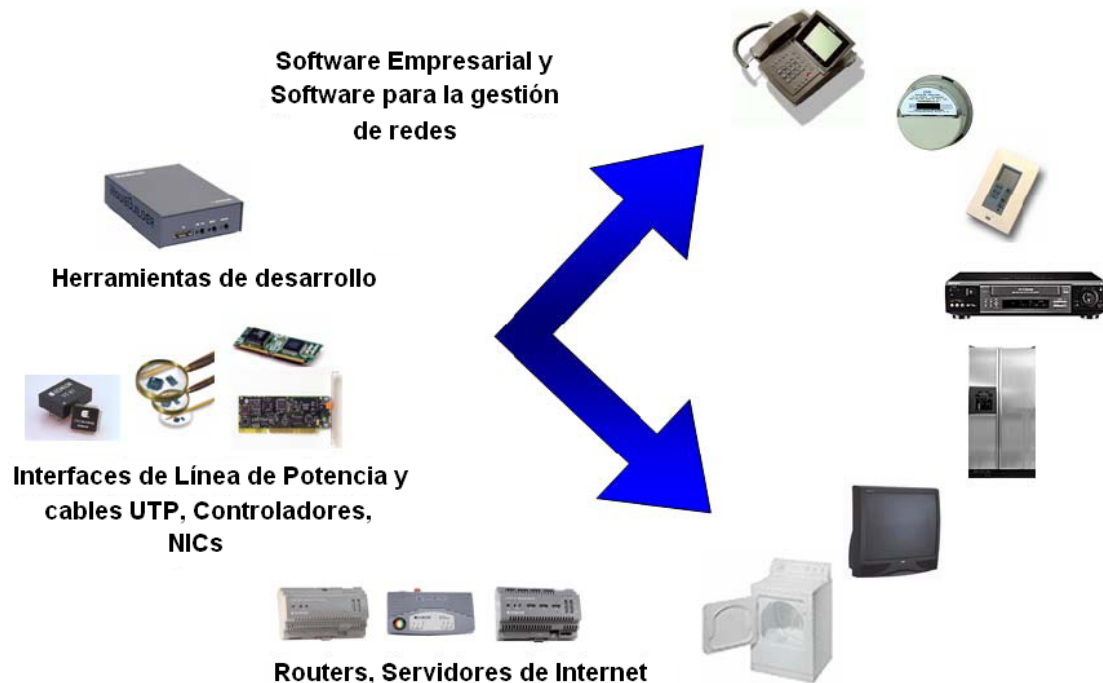 Software Empresarial y
Software para la gestión
de redes
Herramientas de desarrollo
Interfaces de Línea de Potencia y
cables UTP, Controladores,
NICs
Routers, Servidores de Internet